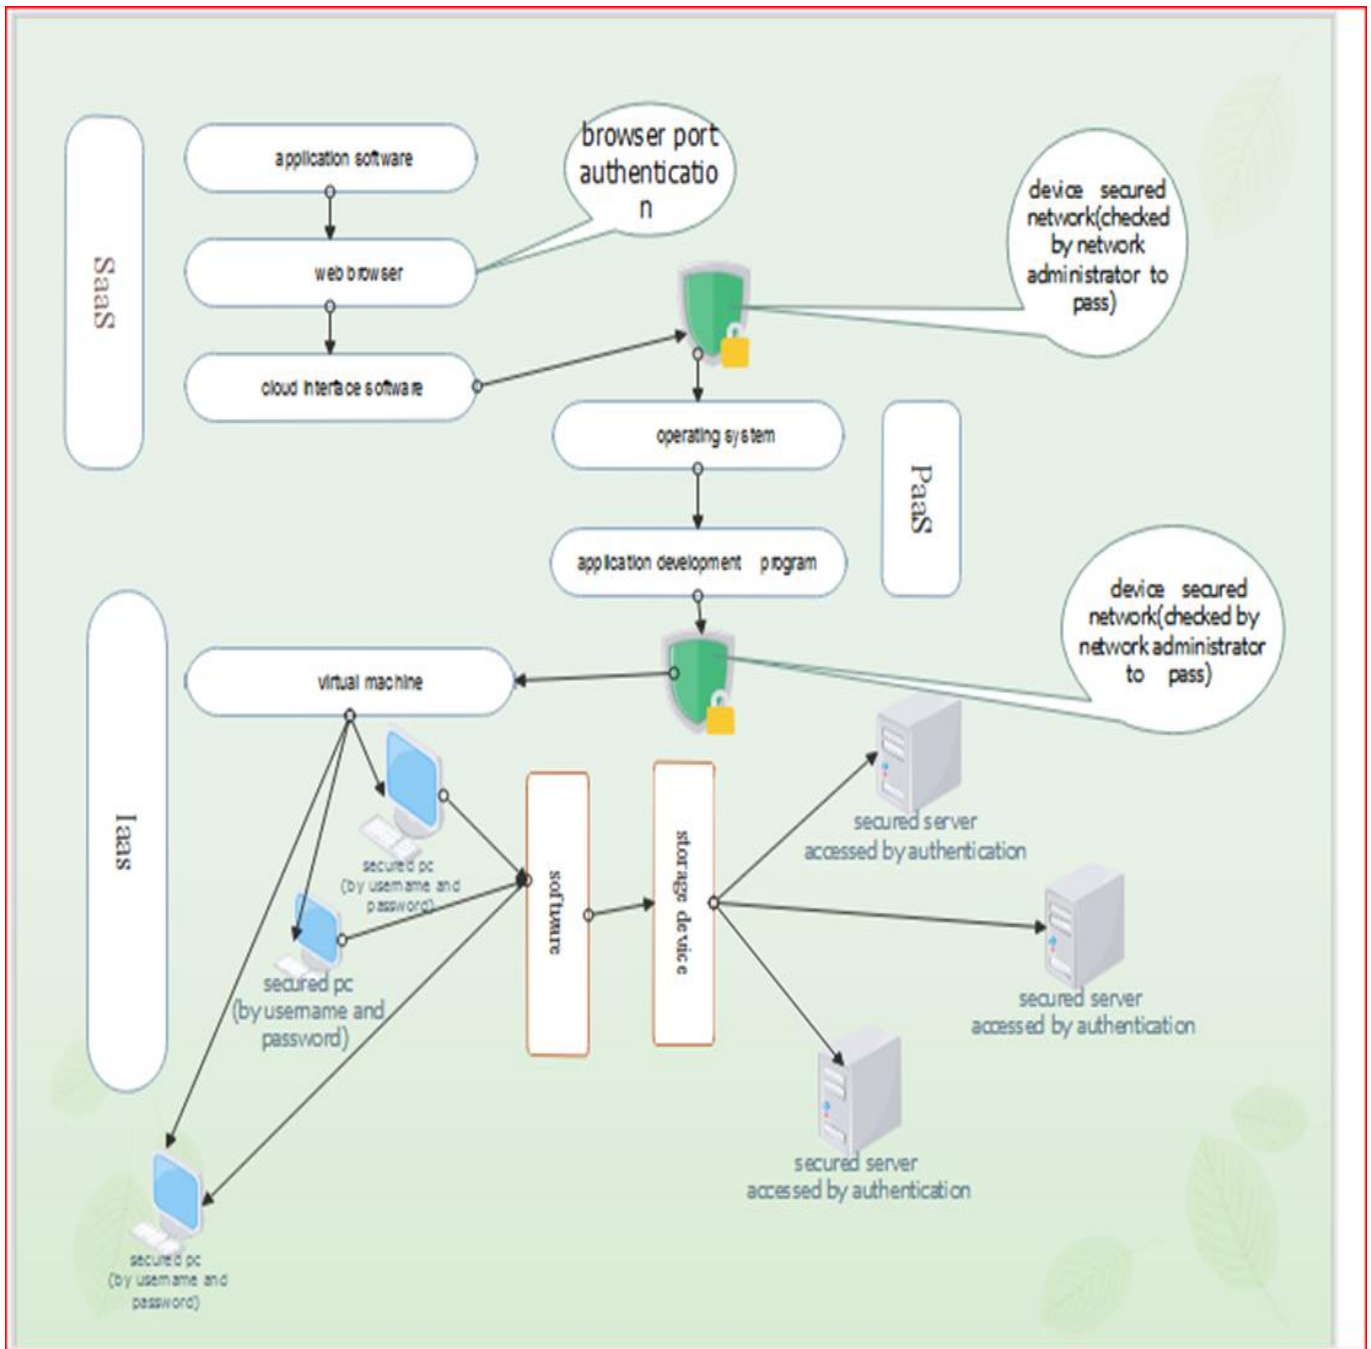 SaaS
application software
web browser
cloud interface software
browser port
authenticatio
n
device secured
network(checked
by network
administrator to
pass)
operating system
application development program
PaaS
device secured
network(checked by
network administrator
to pass)
Iaas
virtual machine
secured pc
(by username and
password)
secured pc
(by username and
password)
secured pc
(by username and
password)
software
storage device
secured server
accessed by authentication
secured server
accessed by authentication
secured server
accessed by authentication